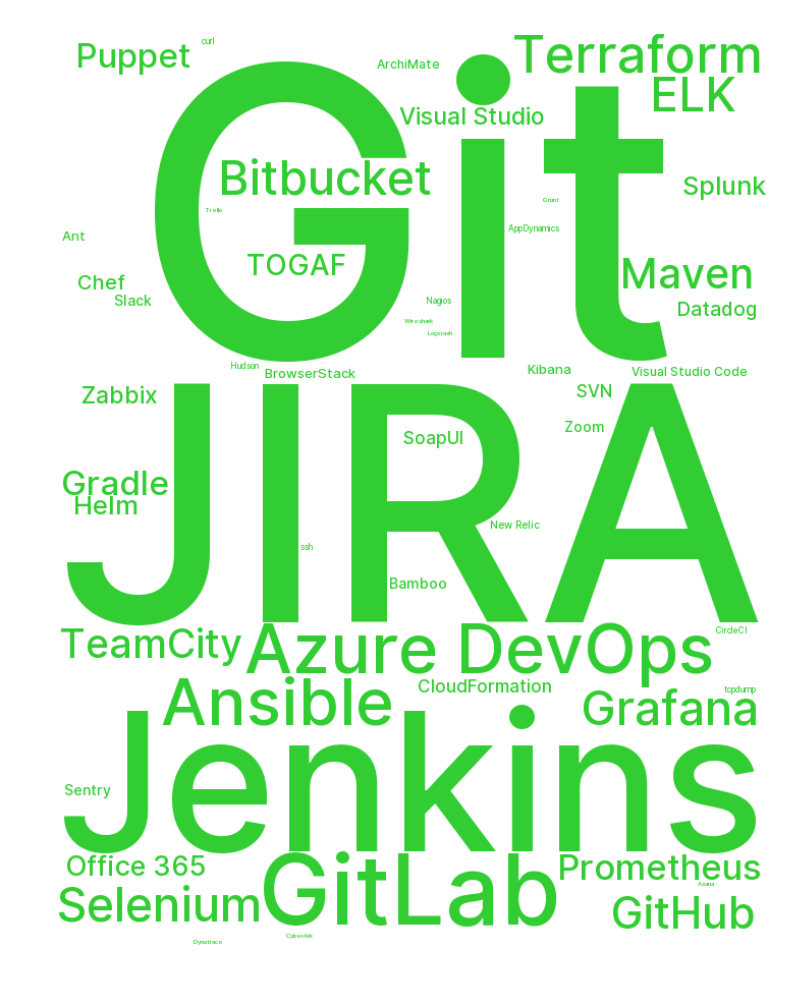 curl
Puppet
Terraform
ArchiMate
ELK
Git
Visual Studio
Bitbucket
Splunk
Grunt
Trello
AppDynamics
Ant
TOGAF
Maven
Chef
Slack
Nagios
Datadog
Wireshark
Logstash
Hudson
BrowserStack
Kibana
Visual Studio Code
Zabbix
SVN
JIRA
Zoom
SoapUI
Gradle
Helm
New Relic
ssh
Bamboo
CircleCI
TeamCity
Azure DevOps
CloudFormation
tcpdump
Ansible
Grafana
Jenkins
Sentry
Office 365
Prometheus
Asana
GitLab
Selenium
GitHub
CyberArk
Dynatrace